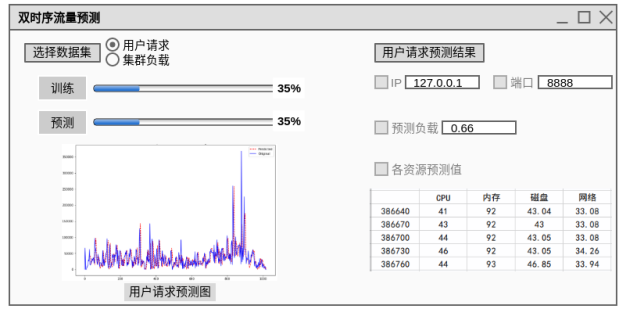 双时序流量预测
选择数据集
用户请求
集群负载
训练 35%
预测 35%
用户请求预测图
用户请求预测结果
IP 127.0.0.1 端口 8888
预测负载 0.66
各资源预测值
CPU 内存 磁盘 网络
386640 41 92 43.04 33.08
386670 43 92 43 33.08
386700 44 92 43.05 33.08
386730 46 92 43.05 34.26
386760 44 93 46.85 33.94